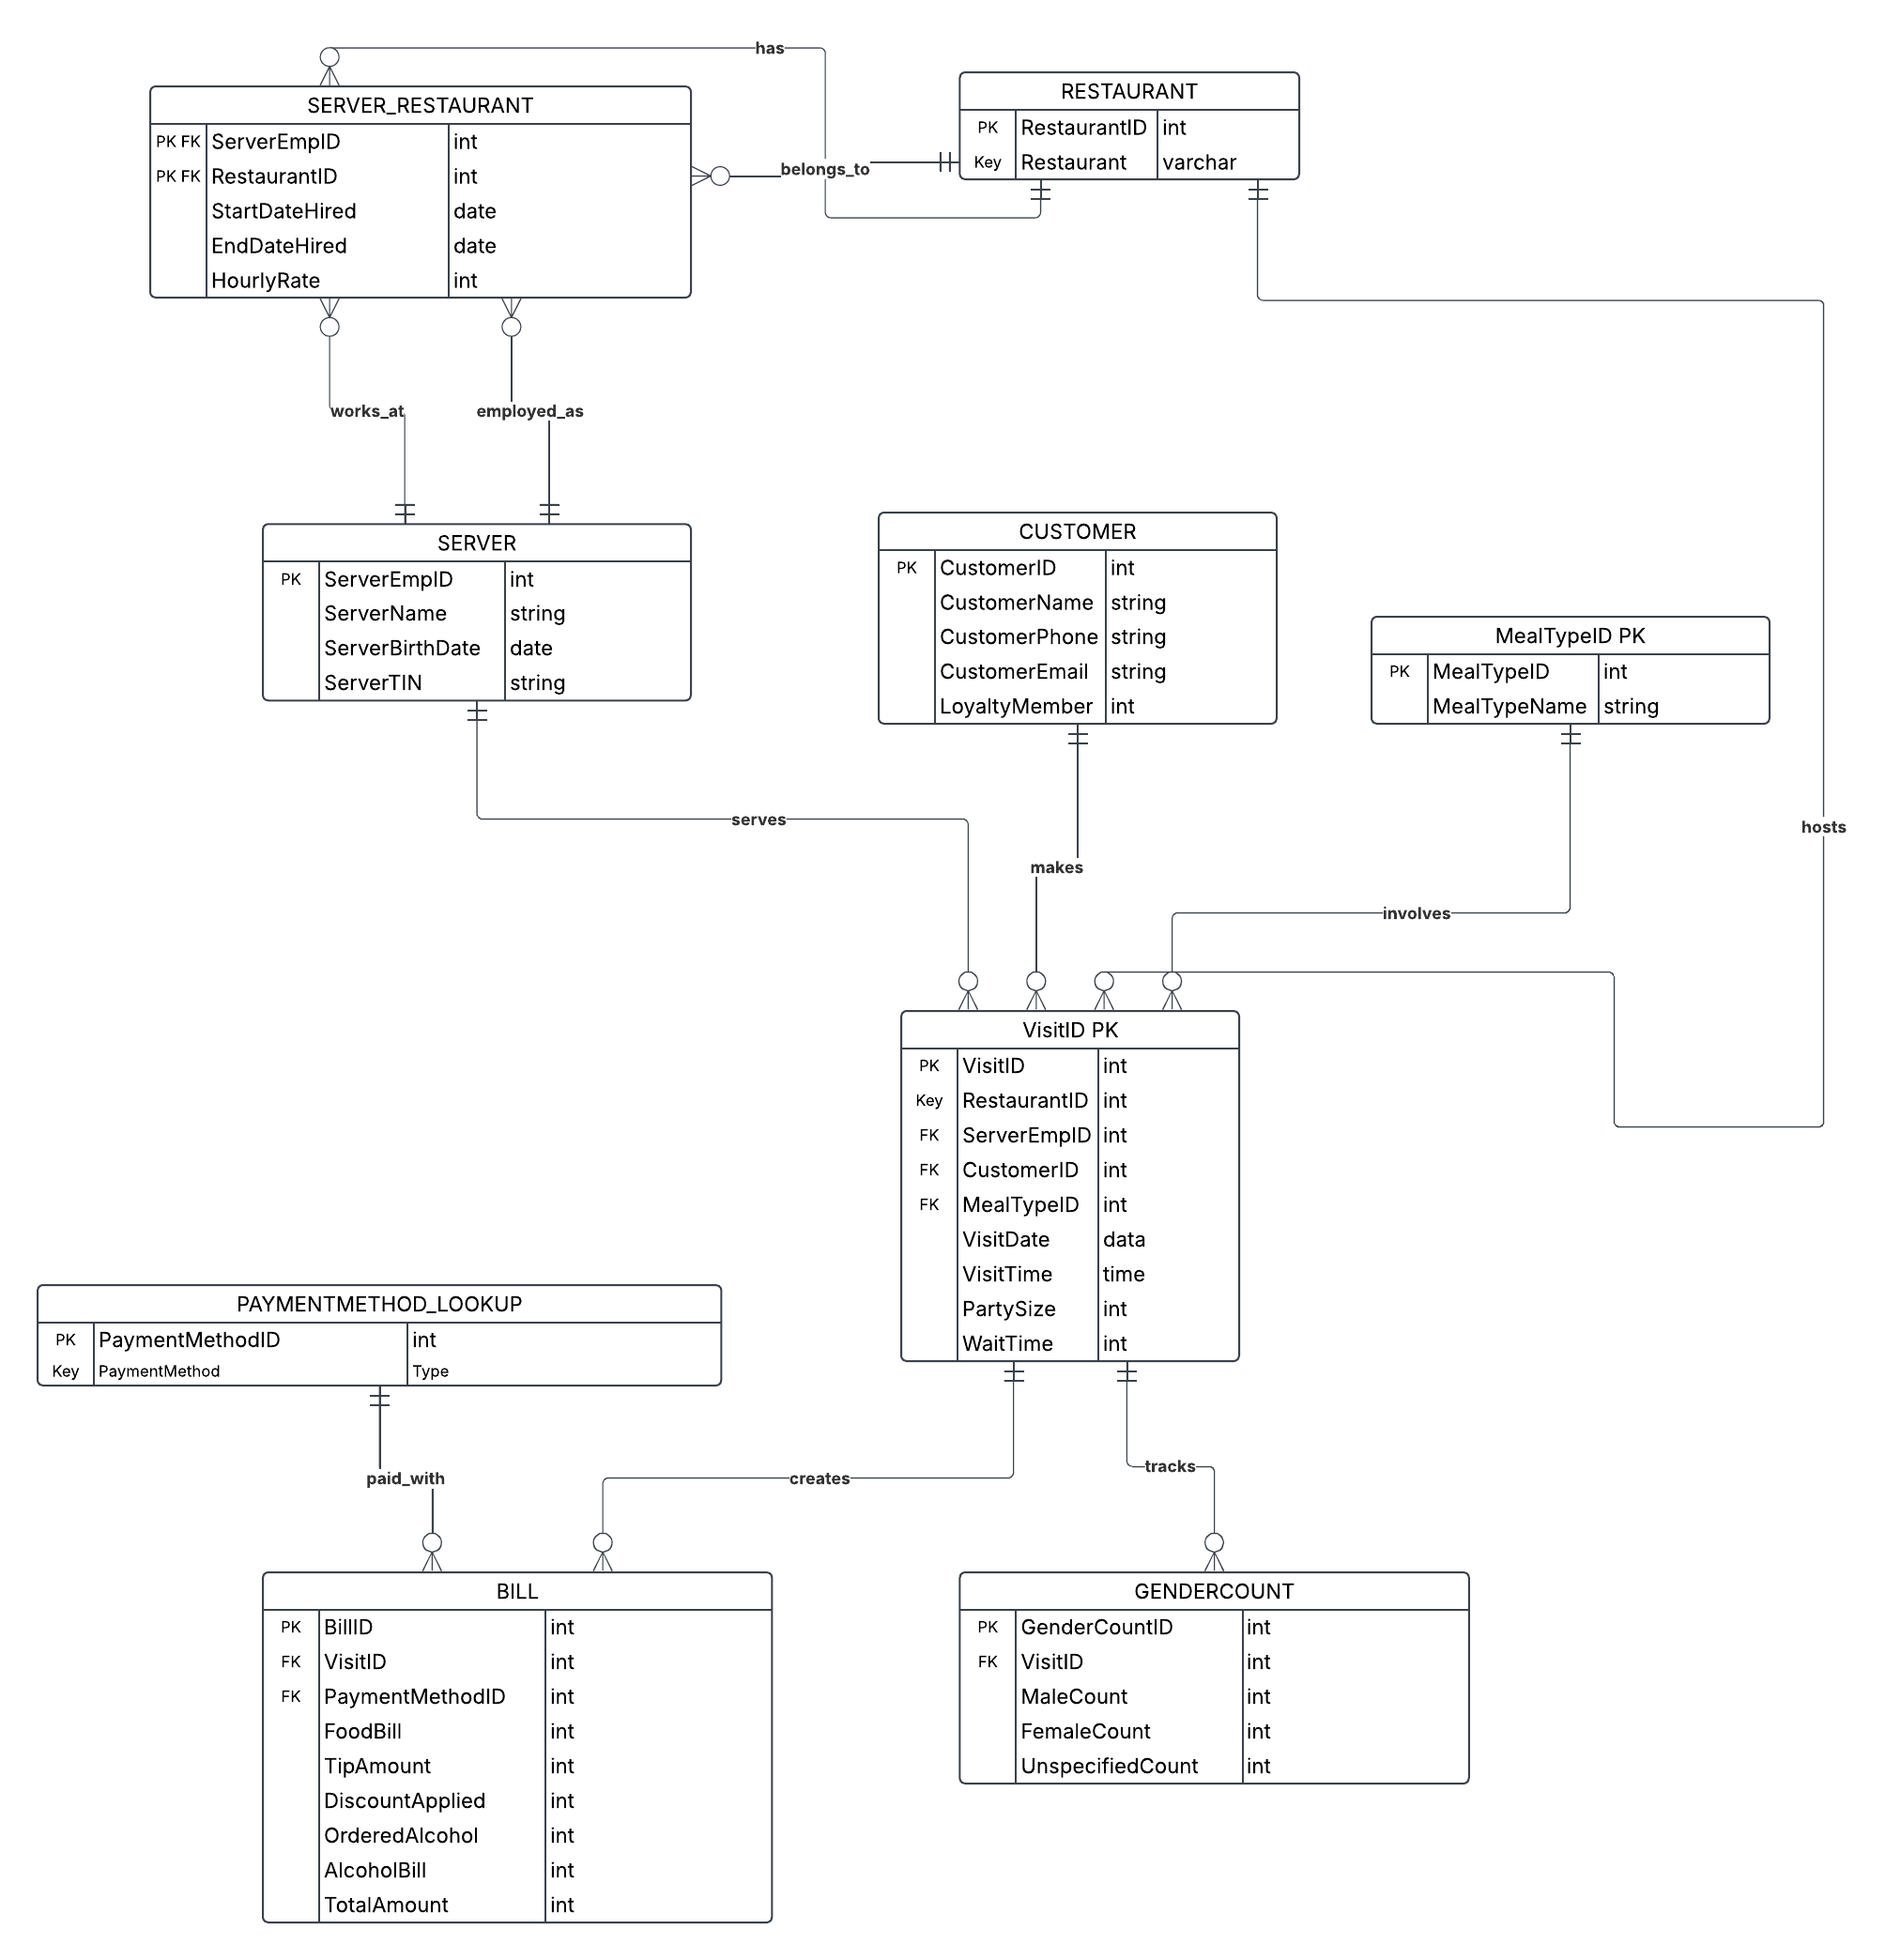 has
SERVER_RESTAURANT
PK FK ServerEmpID int
PK FK RestaurantID int
StartDateHired date
EndDateHired date
HourlyRate int
belongs_to
RESTAURANT
PK RestaurantID int
Key Restaurant varchar
works_at
employed_as
SERVER
PK ServerEmpID int
ServerName string
ServerBirthDate date
ServerTIN string
CUSTOMER
PK CustomerID int
CustomerName string
CustomerPhone string
CustomerEmail string
LoyaltyMember int
MealTypeID PK
PK MealTypeID int
MealTypeName string
serves
hosts
makes
involves
VisitID PK
PK VisitID int
Key RestaurantID int
FK ServerEmpID int
FK CustomerID int
FK MealTypeID int
VisitDate data
VisitTime time
PartySize int
WaitTime int
PAYMENTMETHOD_LOOKUP
PK PaymentMethodID int
Key PaymentMethod Type
paid_with
creates
tracks
BILL
PK BillID int
FK VisitID int
FK PaymentMethodID int
FoodBill int
TipAmount int
DiscountApplied int
OrderedAlcohol int
AlcoholBill int
TotalAmount int
GENDERCOUNT
PK GenderCountID int
FK VisitID int
MaleCount int
FemaleCount int
UnspecifiedCount int